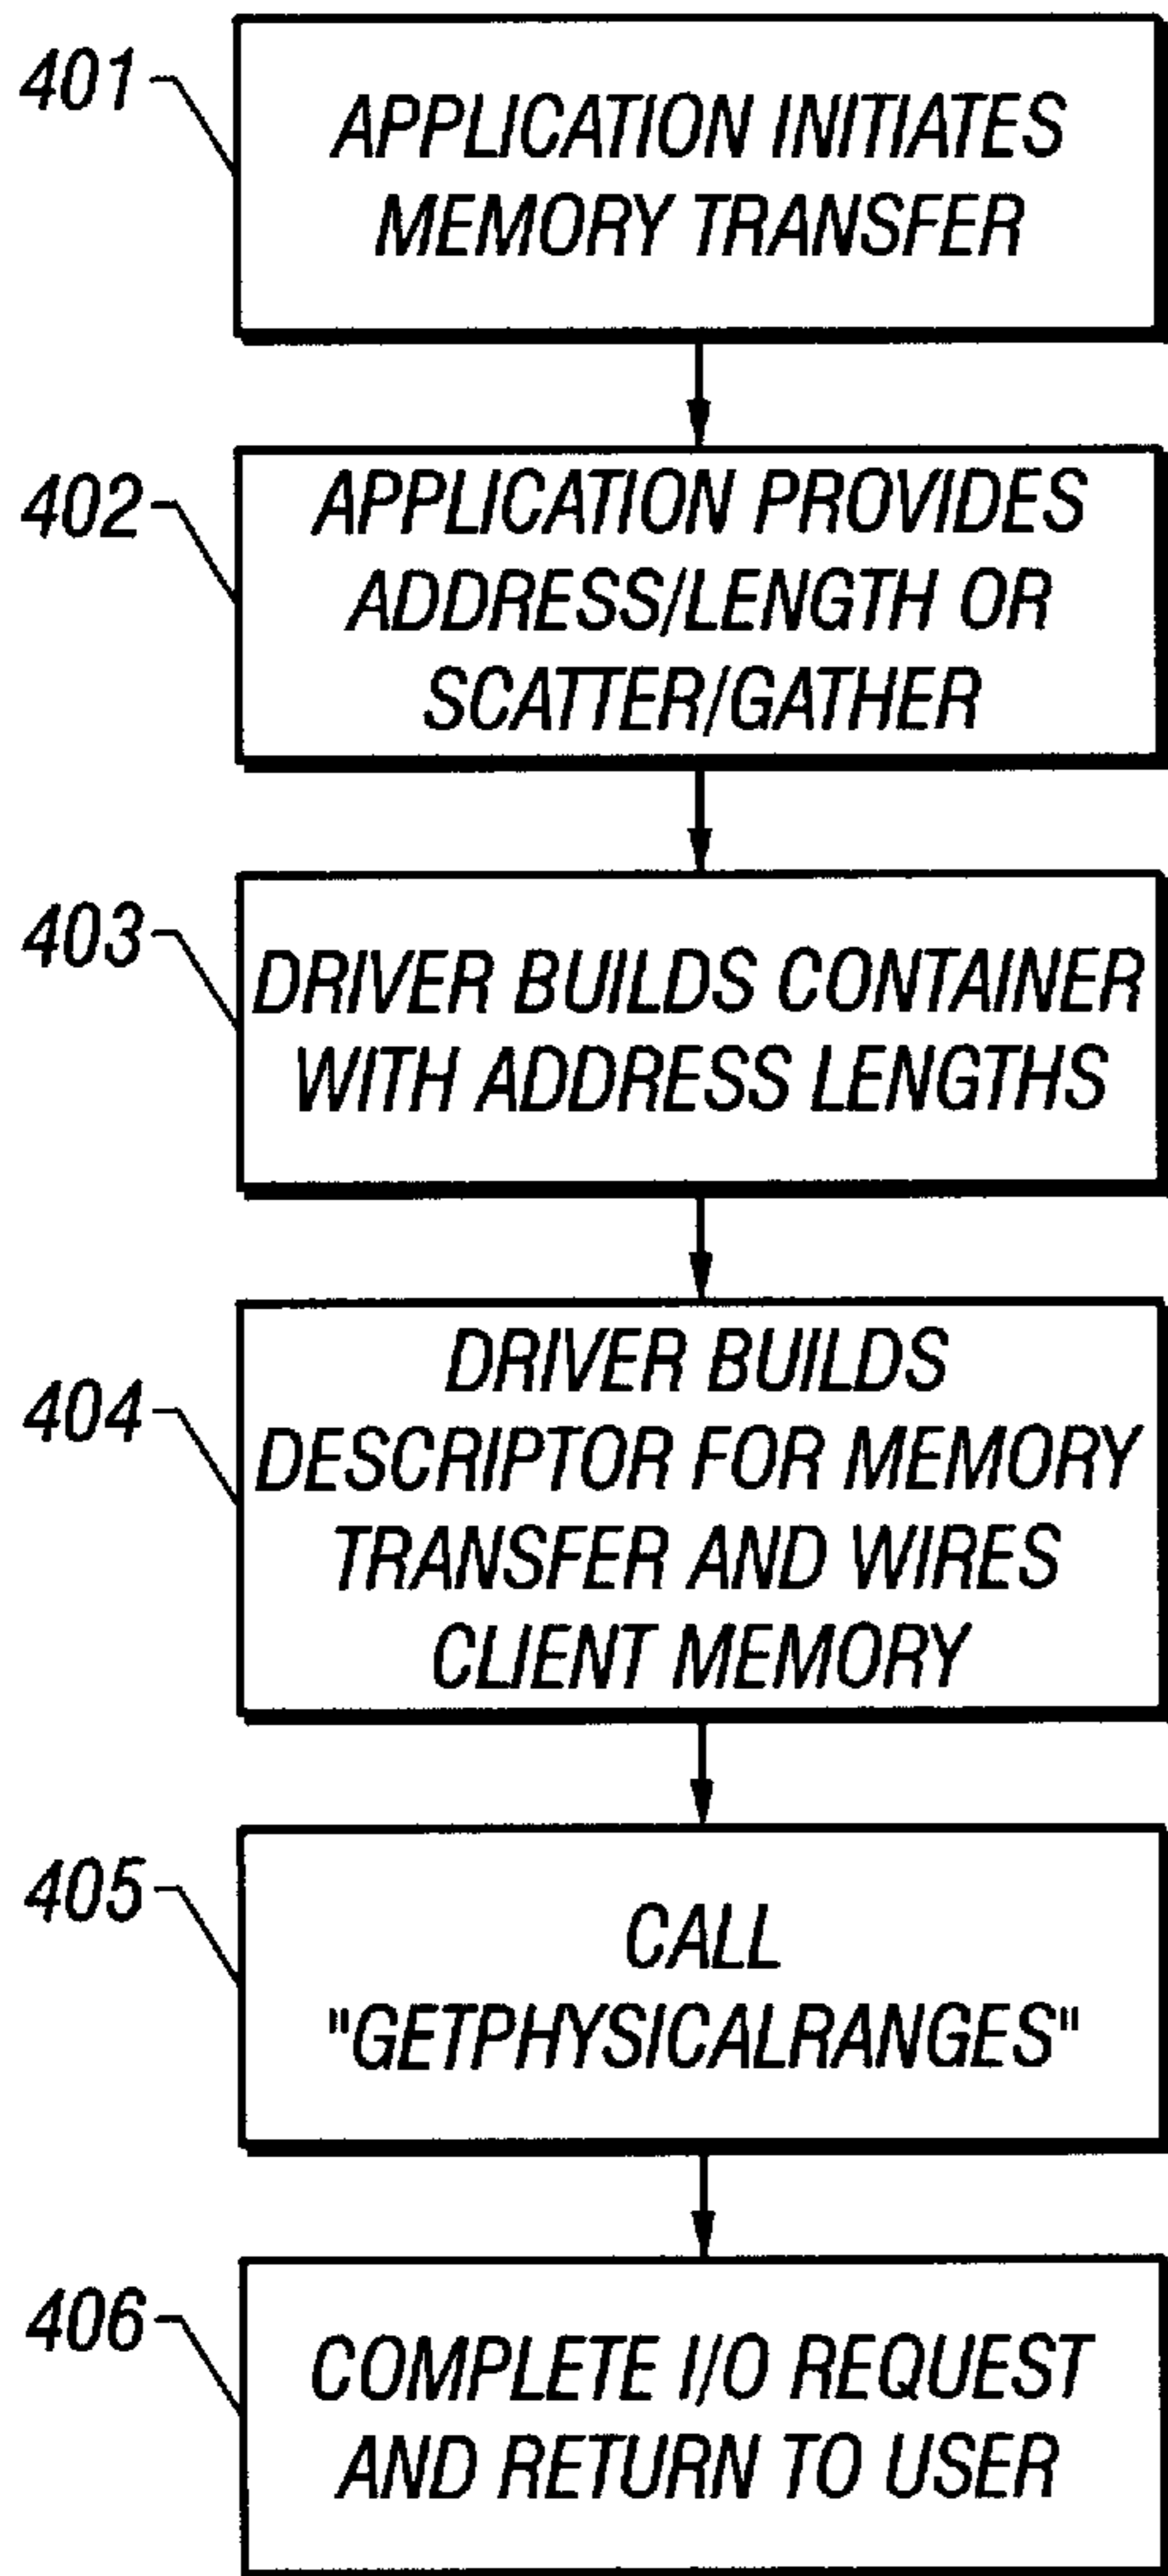 401
APPLICATION INITIATES
MEMORY TRANSFER
402
APPLICATION PROVIDES
ADDRESS/LENGTH OR
SCATTER/GATHER
403
DRIVER BUILDS CONTAINER
WITH ADDRESS LENGTHS
404
DRIVER BUILDS
DESCRIPTOR FOR MEMORY
TRANSFER AND WIRES
CLIENT MEMORY
405
CALL
"GETPHYSICALRANGES"
406
COMPLETE I/O REQUEST
AND RETURN TO USER